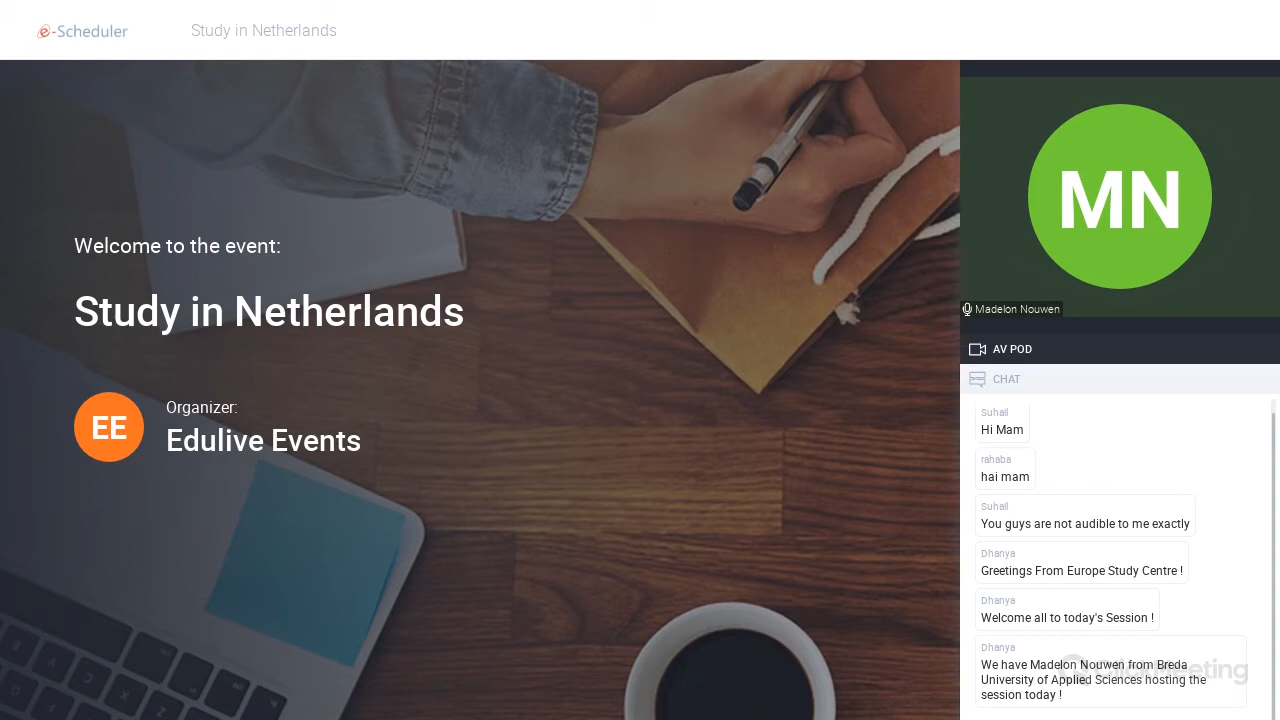 e-Scheduler
Study in Netherlands
Welcome to the event:
Study in Netherlands
EE
Organizer:
Edulive Events
MN
Madelon Nouwen
AV POD
CHAT
Suhail
Hi Mam
rahaba
hai mam
Suhail
You guys are not audible to me exactly
Dhanya
Greetings From Europe Study Centre !
Dhanya
Welcome all to today's Session !
Dhanya
We have Madelon Nouwen from Breda
University of Applied Sciences hosting the
session today !
ClickMeeting